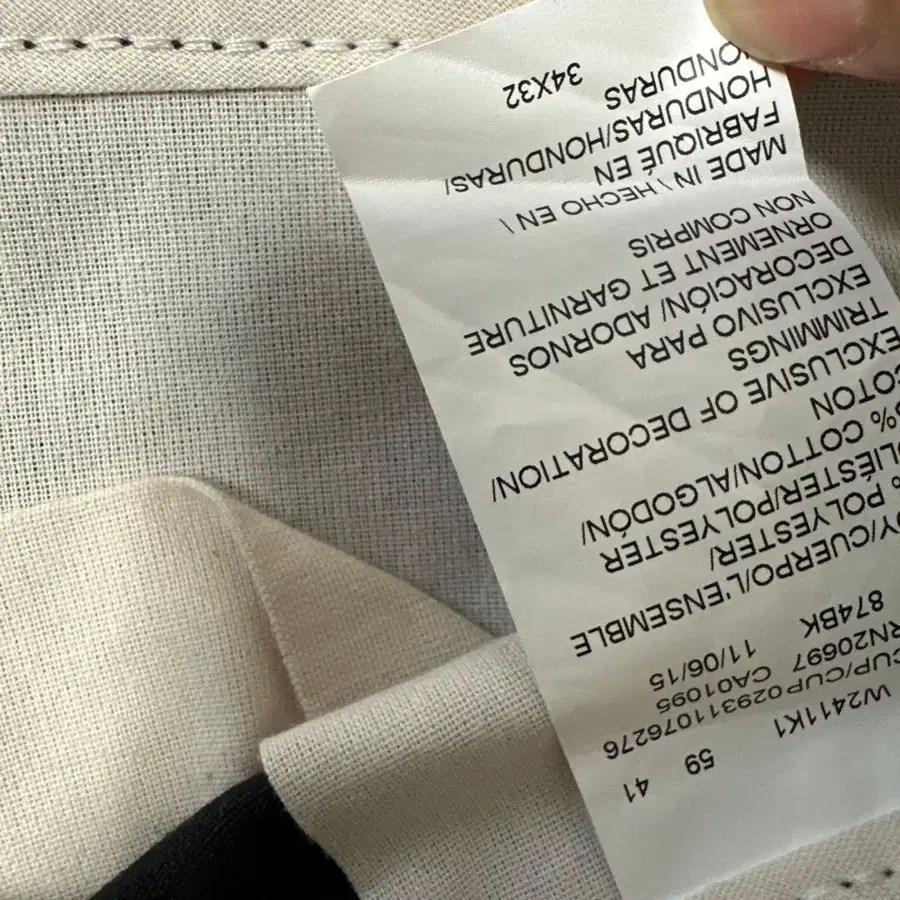 W2411K1 59 41
CUP/CUP029311076276
RN20697 CA01095
874BK 11/06/15
/CUERPO/L'ENSEMBLE
% POLYESTER/
/POLYESTER
% COTTON/ALGODÓN/
COTON
EXCLUSIVE OF DECORATION/
TRIMMINGS
EXCLUSIVO PARA
DECORACIÓN/ ADORNOS
ORNEMENT ET GARNITURE
NON COMPRIS
MADE IN / HECHO EN /
FABRIQUÉ EN
HONDURAS/HONDURAS/
HONDURAS
34X32